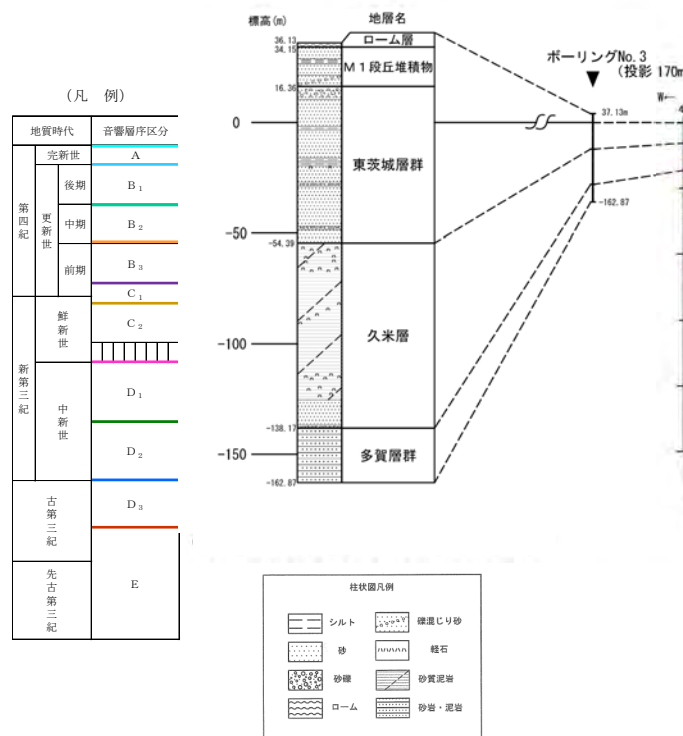 (凡 例)
地質時代
音響層序区分
第四紀
完新世
A
更新世
後期
B1
中期
B2
前期
B3
C1
新第三紀
鮮新世
C2
中新世
D1
D2
古第三紀
D3
先古第三紀
E
標高(m)
地層名
36.13
34.15
ローム層
M1段丘堆積物
16.36
0
東茨城層群
-50
-54.39
久米層
-100
-138.17
-150
多賀層群
-162.87
ボーリングNo.3
(投影 170m
W←
37.13m
-162.87
柱状図凡例
シルト
礫混じり砂
砂
軽石
砂礫
砂質泥岩
ローム
砂岩・泥岩